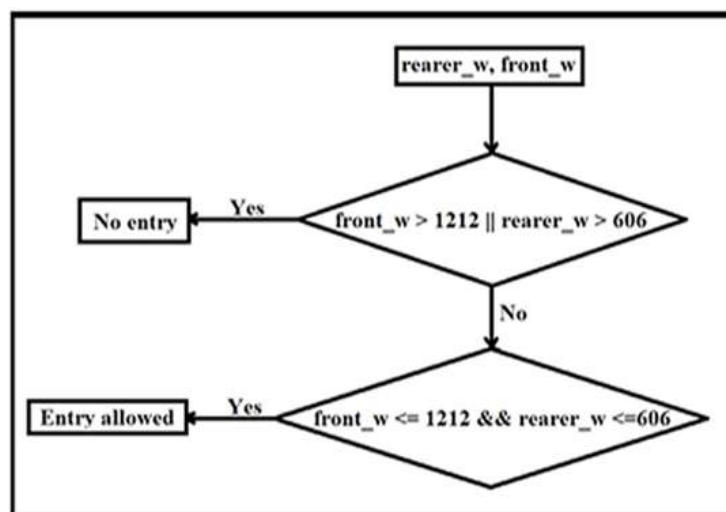 rearer_w, front_w
front_w > 1212 || rearer_w > 606
Yes
No entry
No
front_w <= 1212 && rearer_w <=606
Yes
Entry allowed